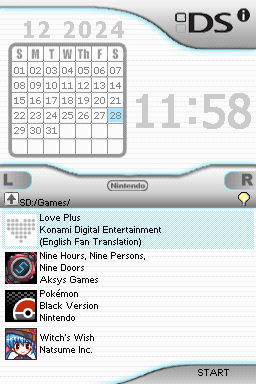 12 2024
DSi
S M T W Th F S
01 02 03 04 05 06 07
08 09 10 11 12 13 14
15 16 17 18 19 20 21
22 23 24 25 26 27 28
29 30 31
11:58
L
Nintendo
R
SD:/Games/
Love Plus
Konami Digital Entertainment
(English Fan Translation)
Nine Hours, Nine Persons,
Nine Doors
Aksys Games
Pokémon
Black Version
Nintendo
Witch's Wish
Natsume Inc.
START